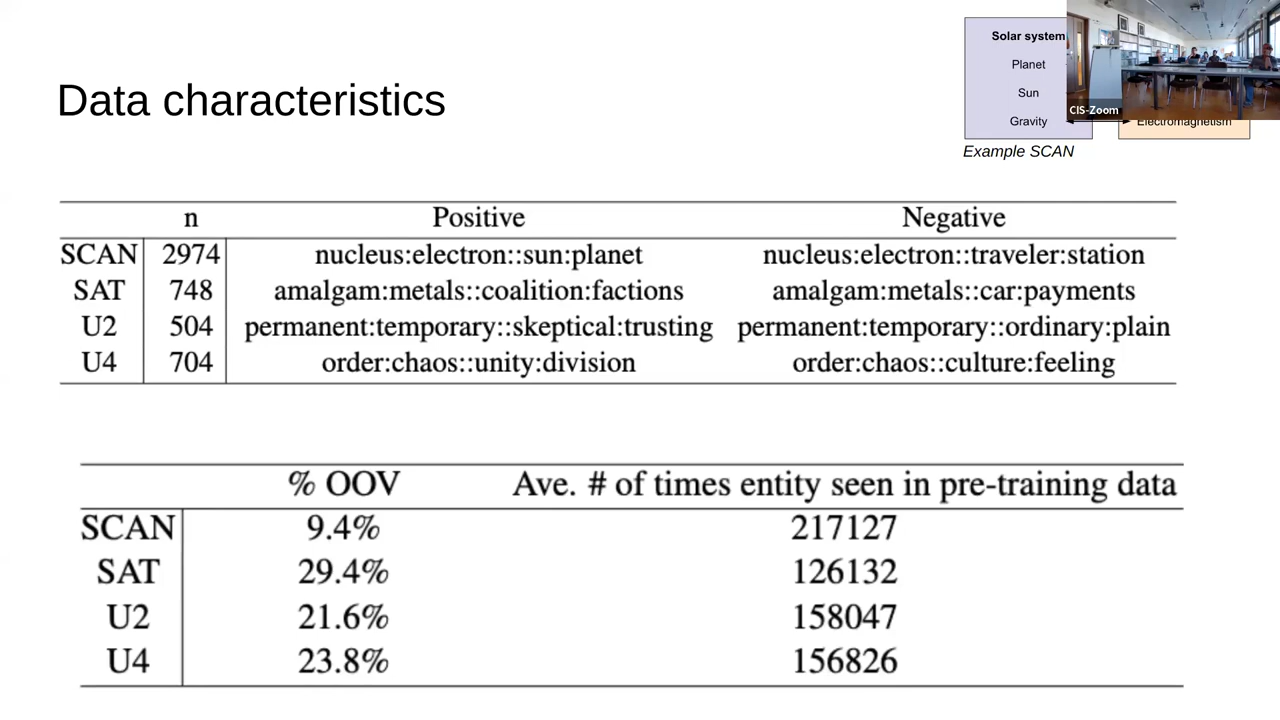 Data characteristics
Solar system
Planet
Sun
Gravity
Electromagnetism
Example SCAN
CIS-Zoom
n Positive Negative
SCAN 2974 nucleus:electron::sun:planet nucleus:electron::traveler:station
SAT 748 amalgam:metals::coalition:factions amalgam:metals::car:payments
U2 504 permanent:temporary::skeptical:trusting permanent:temporary::ordinary:plain
U4 704 order:chaos::unity:division order:chaos::culture:feeling
% OOV Ave. # of times entity seen in pre-training data
SCAN 9.4% 217127
SAT 29.4% 126132
U2 21.6% 158047
U4 23.8% 156826